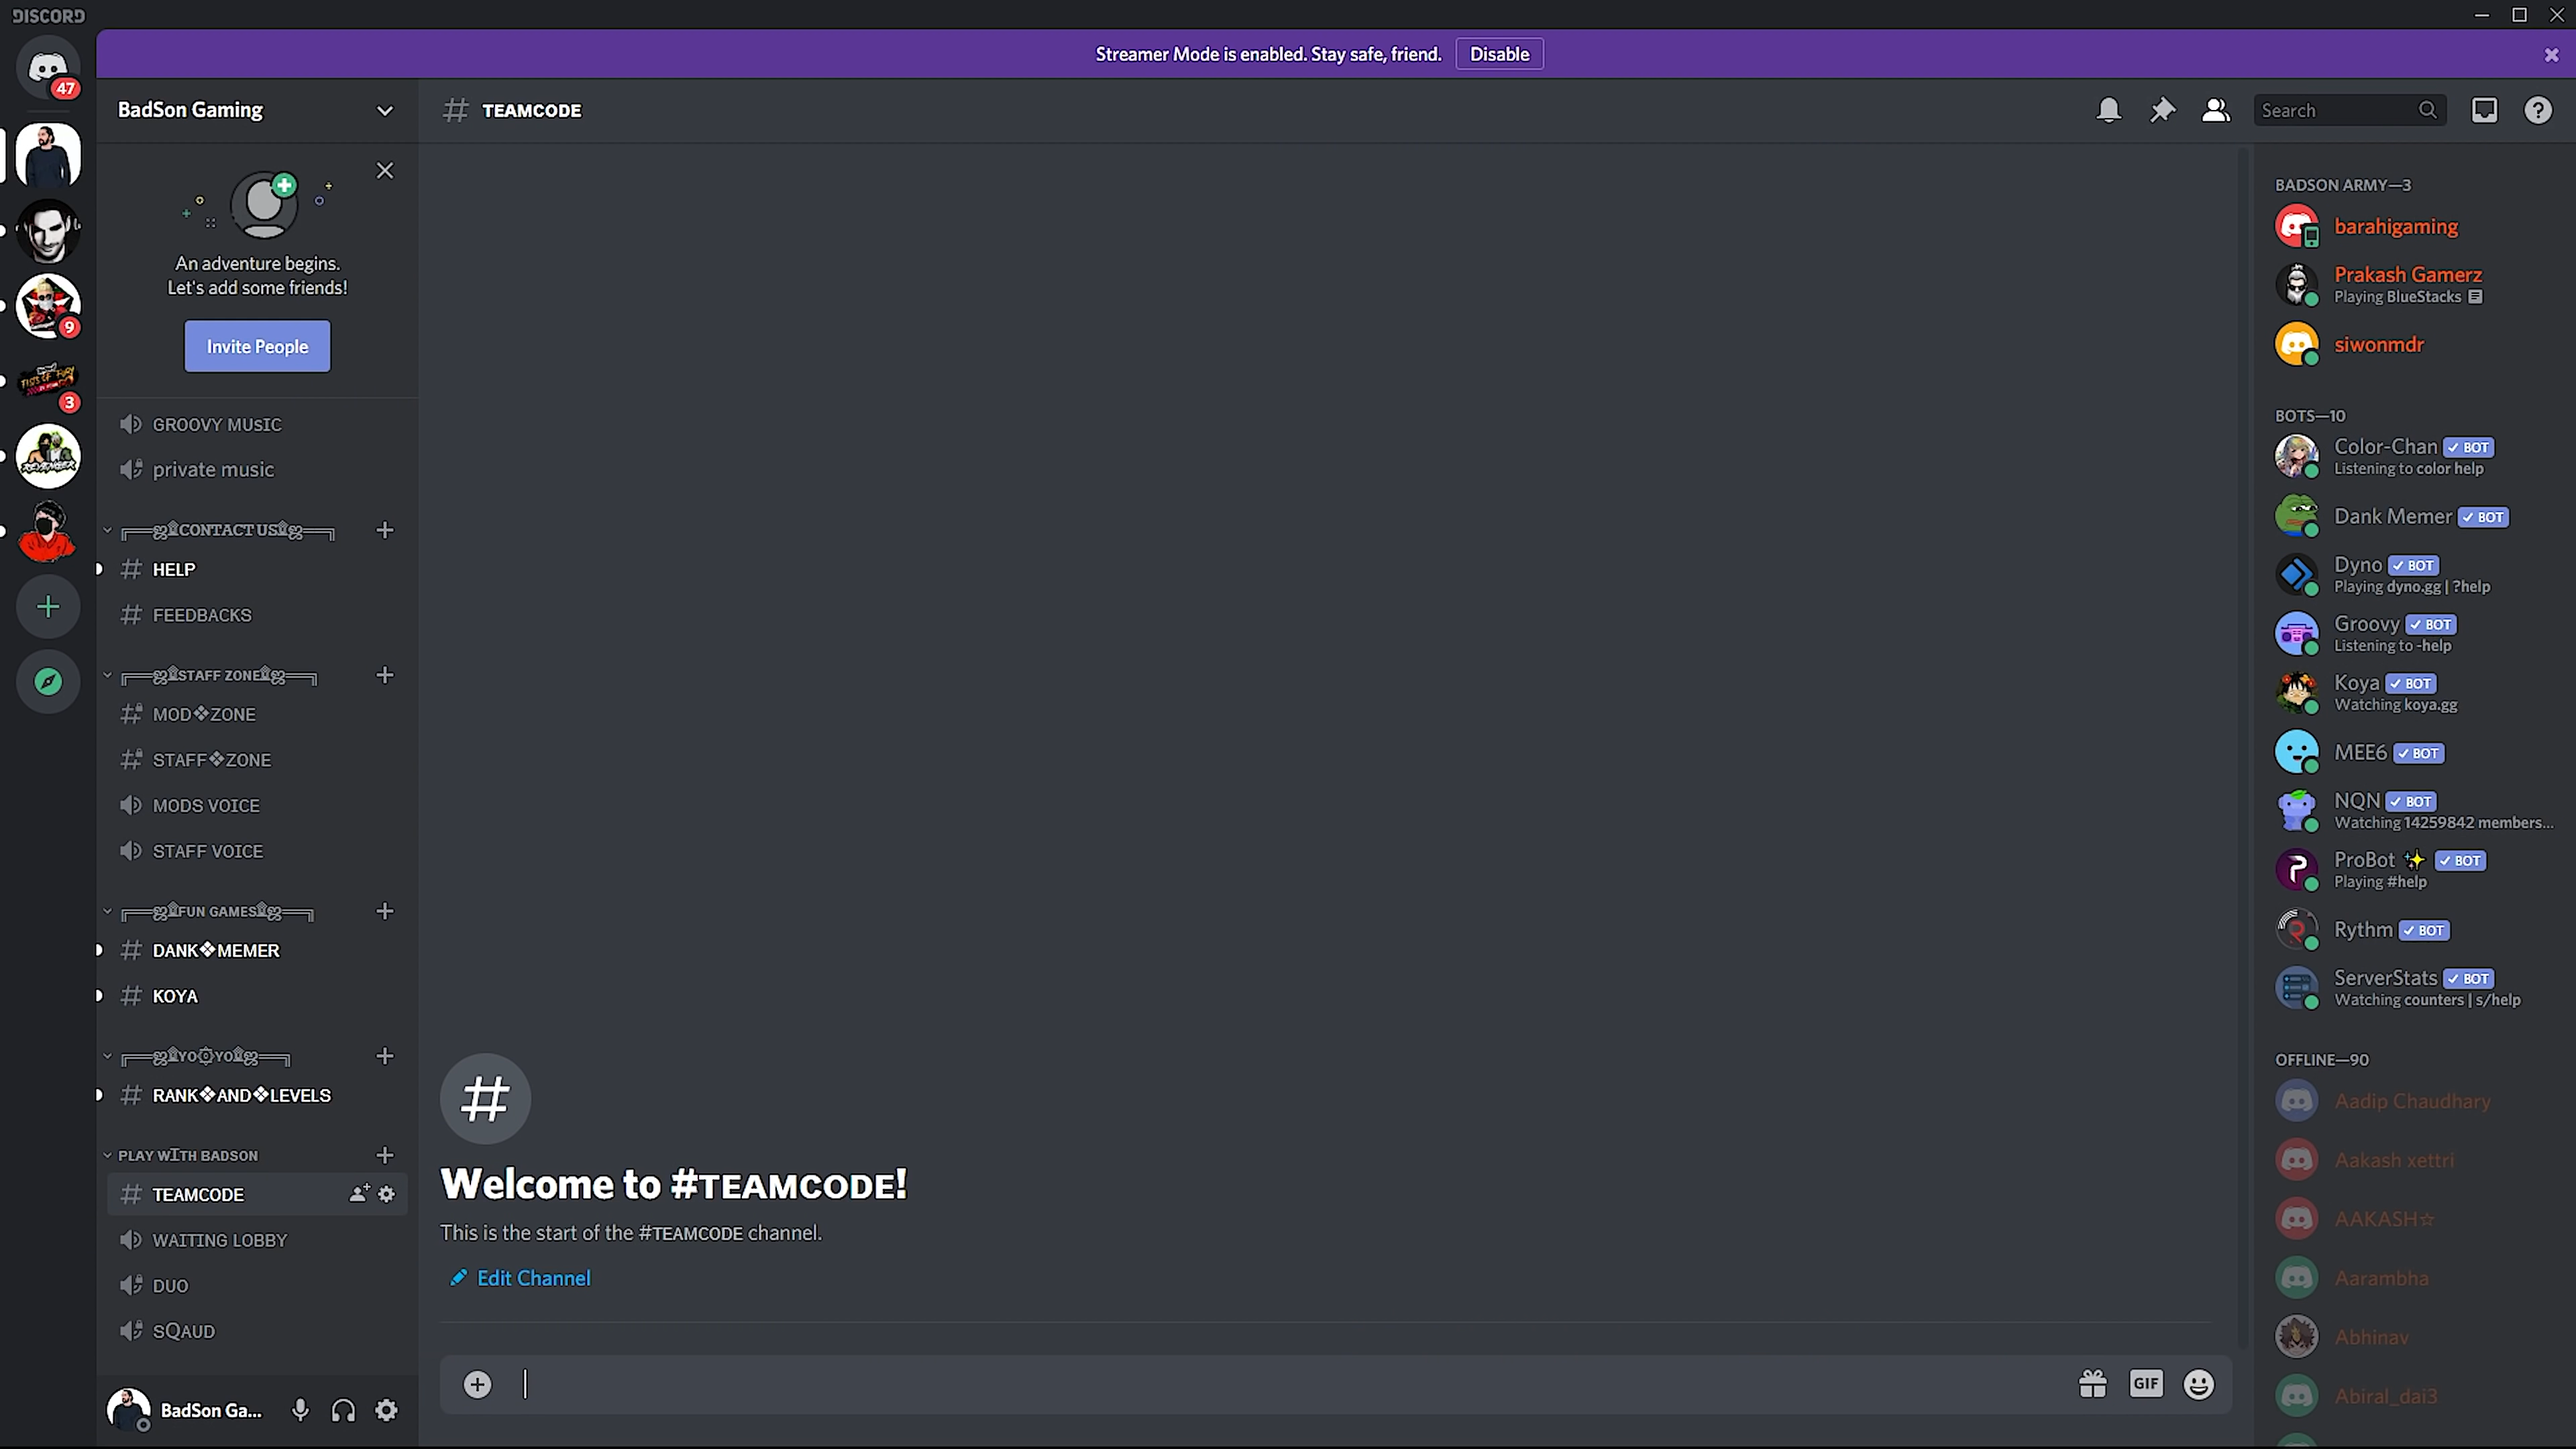 DISCORD
Streamer Mode is enabled. Stay safe, friend. Disable
47
9
3
BadSon Gaming
An adventure begins.
Let's add some friends!
Invite People
GROOVY MUSIC
private music
╔══ஜ۩CONTACT US۩ஜ══╗
HELP
FEEDBACKS
╔══ஜ۩STAFF ZONE۩ஜ══╗
MOD❖ZONE
STAFF❖ZONE
MODS VOICE
STAFF VOICE
╔══ஜ۩FUN GAMES۩ஜ══╗
DANK❖MEMER
KOYA
╔══ஜ۩YO۞YO۩ஜ══╗
RANK❖AND❖LEVELS
PLAY WITH BADSON
TEAMCODE
WAITING LOBBY
DUO
SQAUD
BadSon Ga...
# TEAMCODE
Search
#
Welcome to #TEAMCODE!
This is the start of the #TEAMCODE channel.
Edit Channel
GIF
BADSON ARMY—3
barahigaming
Prakash Gamerz
Playing BlueStacks
siwonmdr
BOTS—10
Color-Chan ✓ BOT
Listening to color help
Dank Memer ✓ BOT
Dyno ✓ BOT
Playing dyno.gg | ?help
Groovy ✓ BOT
Listening to -help
Koya ✓ BOT
Watching koya.gg
MEE6 ✓ BOT
NQN ✓ BOT
Watching 14259842 members...
ProBot ✨ ✓ BOT
Playing #help
Rythm ✓ BOT
ServerStats ✓ BOT
Watching counters | s/help
OFFLINE—90
Aadip Chaudhary
Aakash xettri
AAKASH☆
Aarambha
Abhinav
Abiral_dai3